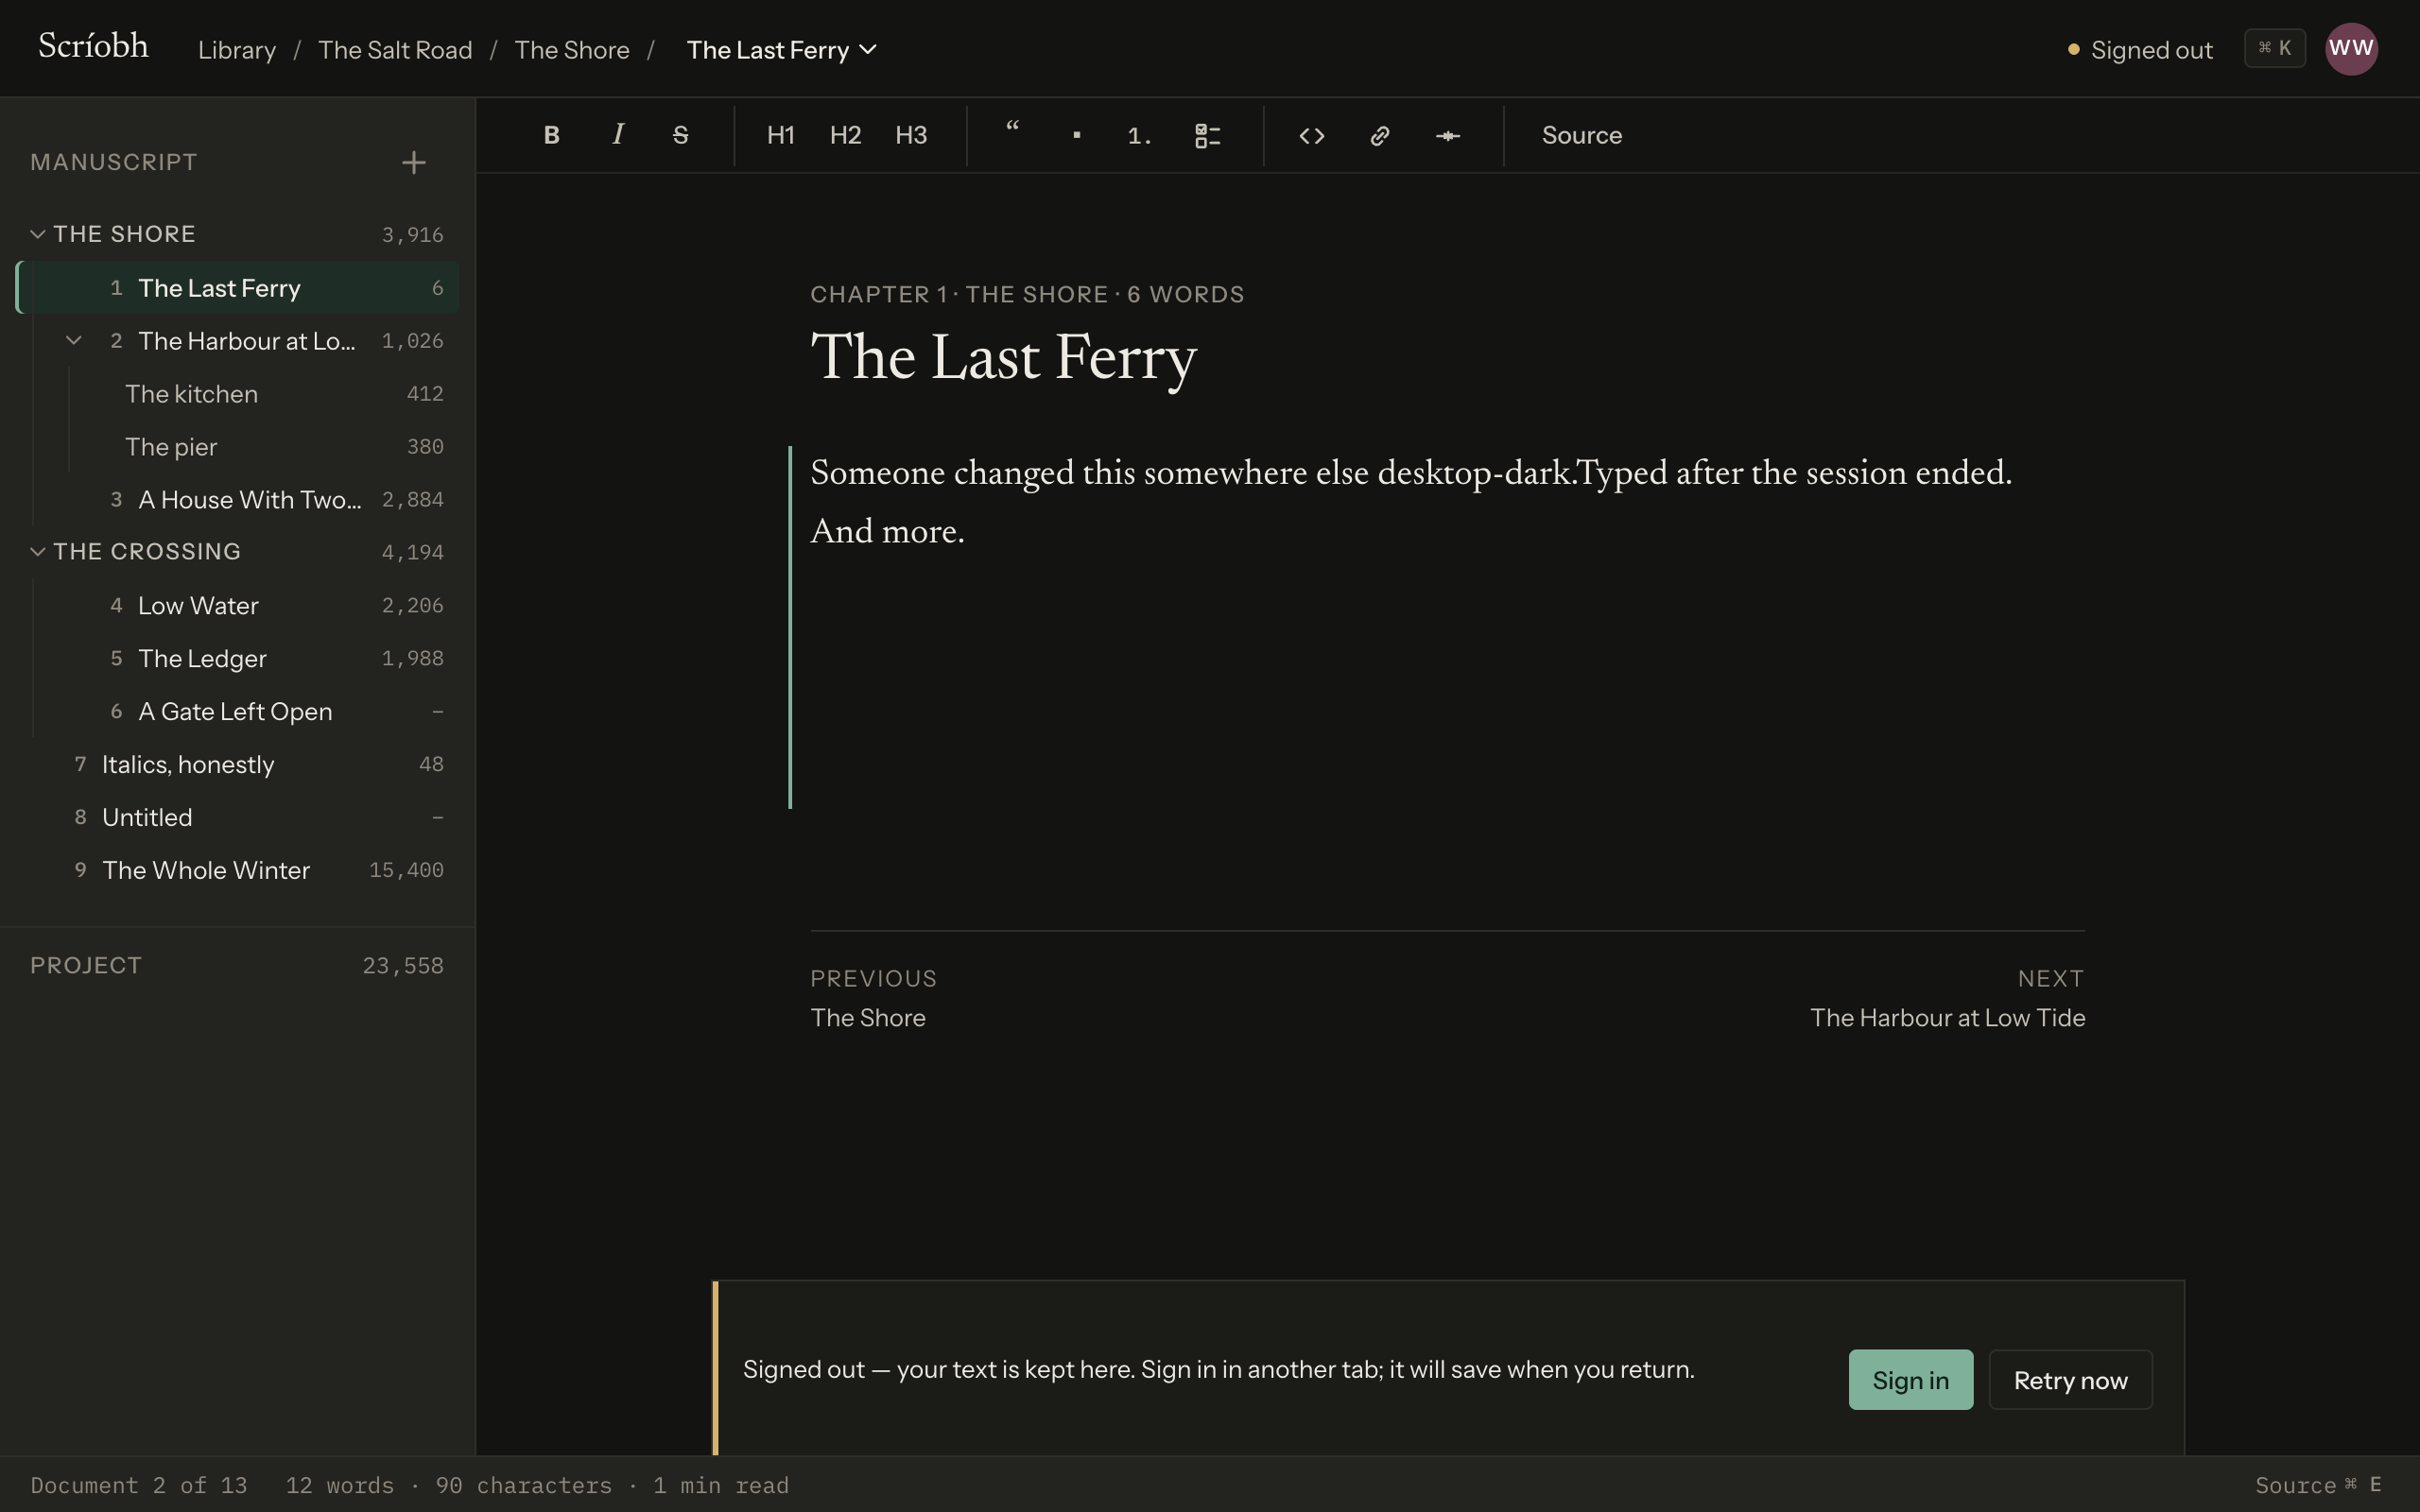 Scríobh Library / The Salt Road / The Shore / The Last Ferry Signed out ⌘ K WW
B I S H1 H2 H3 “ ▪ 1. Source
MANUSCRIPT +
THE SHORE 3,916
1 The Last Ferry 6
2 The Harbour at Lo... 1,026
The kitchen 412
The pier 380
3 A House With Two... 2,884
THE CROSSING 4,194
4 Low Water 2,206
5 The Ledger 1,988
6 A Gate Left Open –
7 Italics, honestly 48
8 Untitled –
9 The Whole Winter 15,400
PROJECT 23,558
CHAPTER 1 · THE SHORE · 6 WORDS
The Last Ferry
Someone changed this somewhere else desktop-dark.Typed after the session ended.
And more.
PREVIOUS NEXT
The Shore The Harbour at Low Tide
Signed out — your text is kept here. Sign in in another tab; it will save when you return. Sign in Retry now
Document 2 of 13 12 words · 90 characters · 1 min read Source ⌘ E